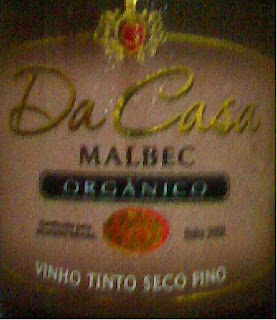 Da Casa
MALBEC
ORGÂNICO
VINHO TINTO SECO FINO